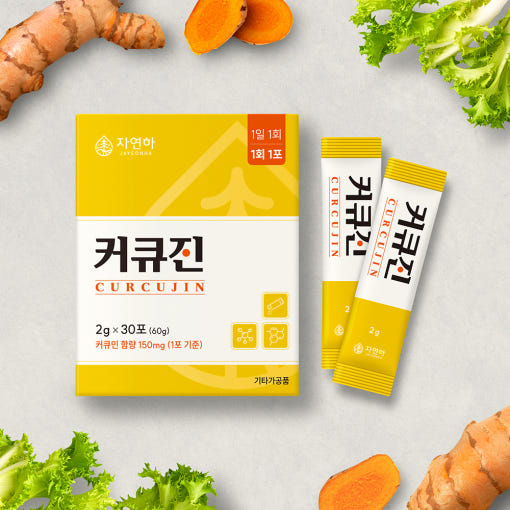 자연하
JAYEONHA
1일 1회
1회 1포
커큐진
CURCUJIN
2g × 30포 (60g)
커큐민 함량 150mg (1포 기준)
기타가공품
커큐진
CURCUJIN
2g
커큐진
CURCUJIN
2g
자연하